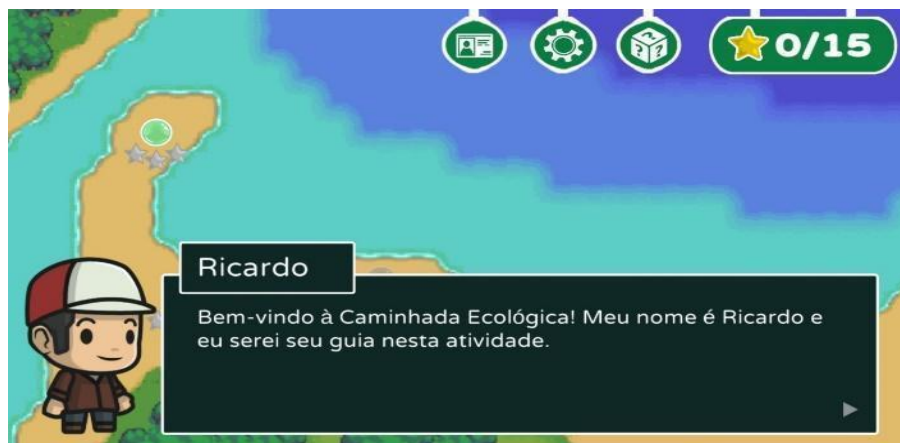 0/15
Ricardo
Bem-vindo à Caminhada Ecológica! Meu nome é Ricardo e
eu serei seu guia nesta atividade.